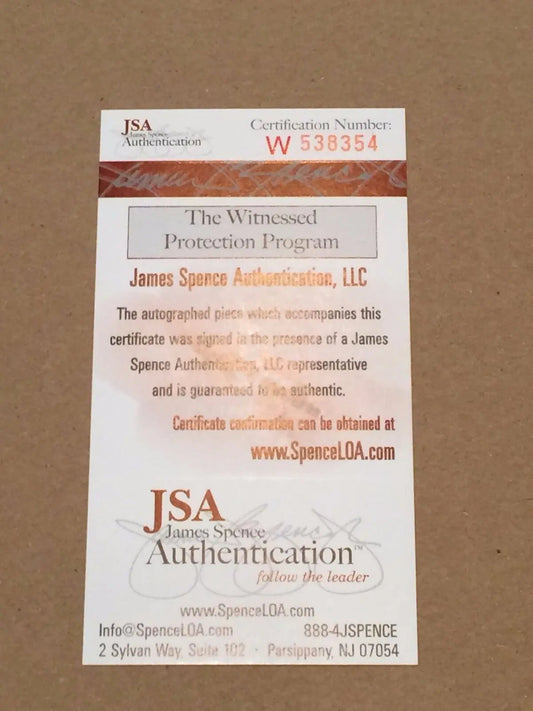 JSA
James Spence
Authentication
Certification Number:
W 538354
The Witnessed
Protection Program
James Spence Authentication, LLC
The autographed piece which accompanies this
certificate was signed in the presence of a James
Spence Authentication, LLC representative
and is guaranteed to be authentic.
Certificate confirmation can be obtained at
www.SpenceLOA.com
JSA
James Spence
Authentication™
follow the leader
www.SpenceLOA.com
Info@SpenceLOA.com 888-4JSPENCE
2 Sylvan Way, Suite 102 · Parsippany, NJ 07054